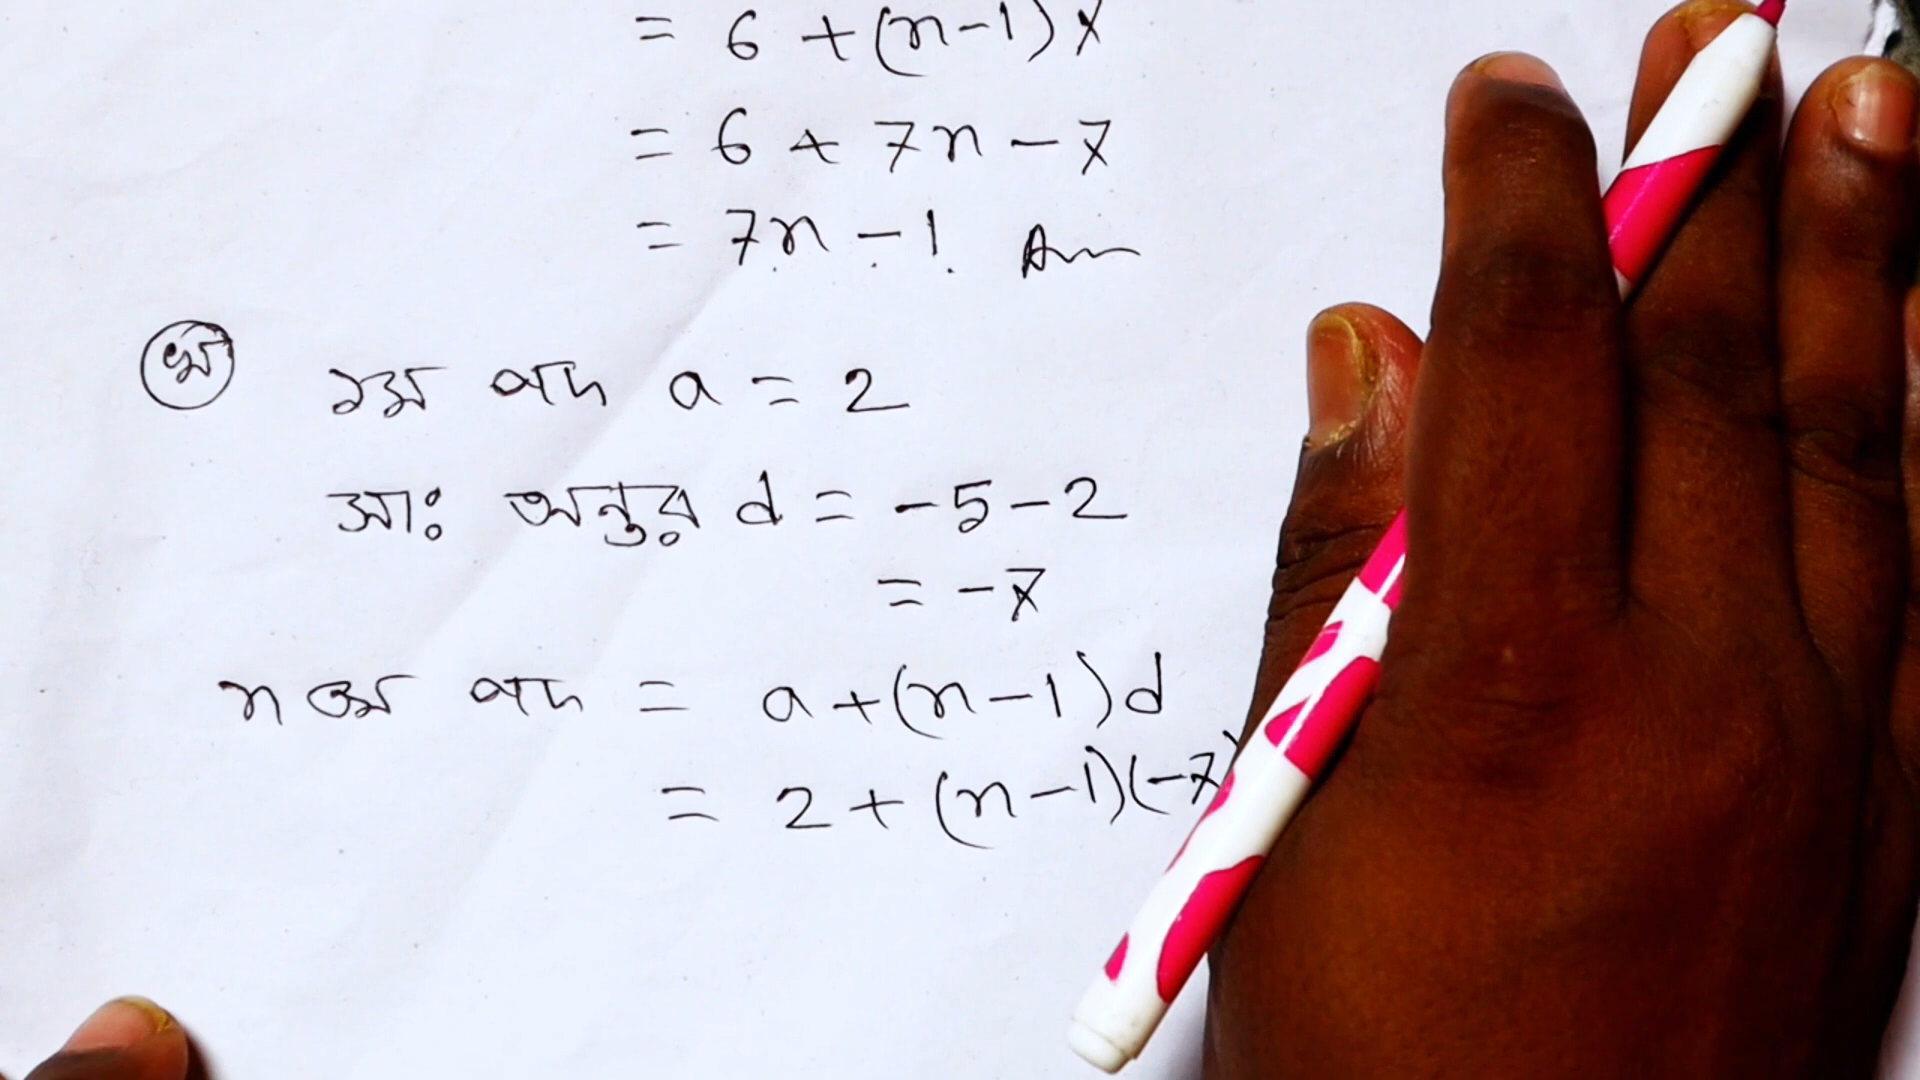 = 6 + (n-1) 7
= 6 + 7n - 7
= 7n - 1. Ans
খ
১ম পদ a = 2
সাঃ অন্তর d = -5-2
= -7
n তম পদ = a+(n-1)d
= 2+(n-1)(-7)